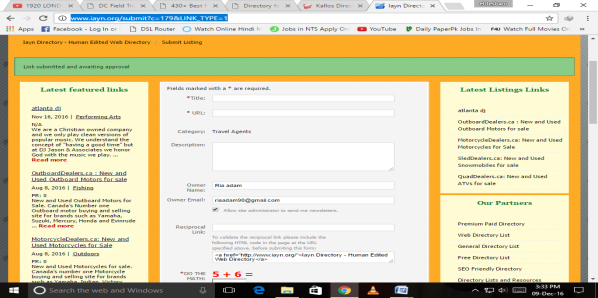 1920 LOND
DC Field Tr
430+ Best
Directory f
Kallos Direc
Iayn Direct
www.iayn.org/submit?c=179&LINK_TYPE=1
Apps
Facebook - Log In or
DSL Router
Watch Online Hindi
Jobs in NTS Apply On
YouTube
Daily PaperPk Jobs In
Watch Full Movies O
Iayn Directory - Human Edited Web Directory
Submit Listing
Link submitted and awaiting approval
Latest featured links
atlanta dj
Nov 16, 2016 | Performing Arts
N/A
We are a Christian owned company
and we only play clean versions of
popular music. We understand the
concept of "having a good time" but
at DJ Jason & Associates we honor
God with the music we play. ...
Read more
OutboardDealers.ca : New and
Used Outboard Motors for sale
Aug 8, 2016 | Fishing
PR: 0
New and Used Outboard Motors for
Sale. Canada's Number one
Outboard motor buying and selling
site for brands such as Yamaha,
Suzuki, Mercury, Honda and Evinrude
... Read more
MotorcycleDealers.ca: New and
Used Motorcycles for Sale
Aug 8, 2016 | Outdoors
PR: 0
New and Used Motorcycles for sale.
Canada's number one Motorcycle
buying and selling site for brands
such as Yamaha, Indian, Victory
Fields marked with a * are required.
*Title:
* URL:
Category: Travel Agents
Description:
Owner Name: Ria adam
Owner Email: riaadam98@gmail.com
Allow site administrator to send me newsletters.
Reciprocal Link:
To validate the reciprocal link please include the
following HTML code in the page at the URL
specified above, before submitting this form:
<a href="http://www.iayn.org/">Iayn Directory - Human Edited
Web Directory</a>
*DO THE MATH: 5 + 6 =
Latest Listings Links
atlanta dj
OutboardDealers.ca: New and Used
Outboard Motors for sale
MotorcycleDealers.ca: New and Used
Motorcycles for Sale
SledDealers.ca: New and Used
Snowmobiles for sale
QuadDealers.ca: New and Used
ATVs for sale
Our Partners
Premium Paid Directory
Web Directory List
General Directory List
Free Directory List
SEO Friendly Directory
Directory Lists and Resources
Search the web and Windows
3:33 PM
09-Dec-16